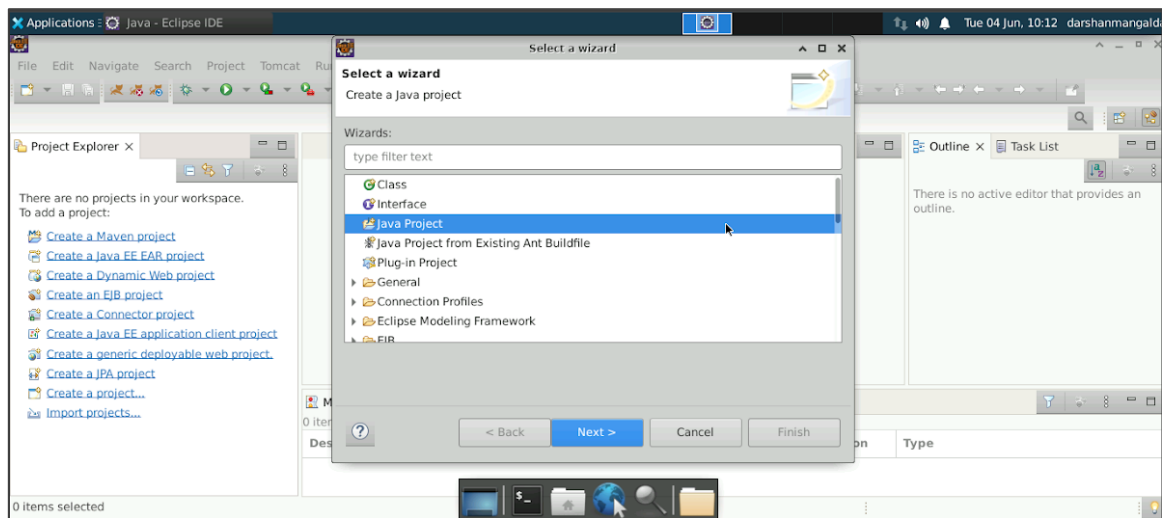 Applications Java - Eclipse IDE Tue 04 Jun, 10:12 darshanmangalda
Select a wizard
File Edit Navigate Search Project Tomcat
Select a wizard
Create a Java project
Wizards:
type filter text
Class
Interface
Java Project
Java Project from Existing Ant Buildfile
Plug-in Project
General
Connection Profiles
Eclipse Modeling Framework
EJB
< Back Next > Cancel Finish
Project Explorer
There are no projects in your workspace.
To add a project:
Create a Maven project
Create a Java EE EAR project
Create a Dynamic Web project
Create an EJB project
Create a Connector project
Create a Java EE application client project
Create a generic deployable web project.
Create a JPA project
Create a project...
Import projects...
Outline Task List
There is no active editor that provides an
outline.
0 iter
Des on Type
0 items selected